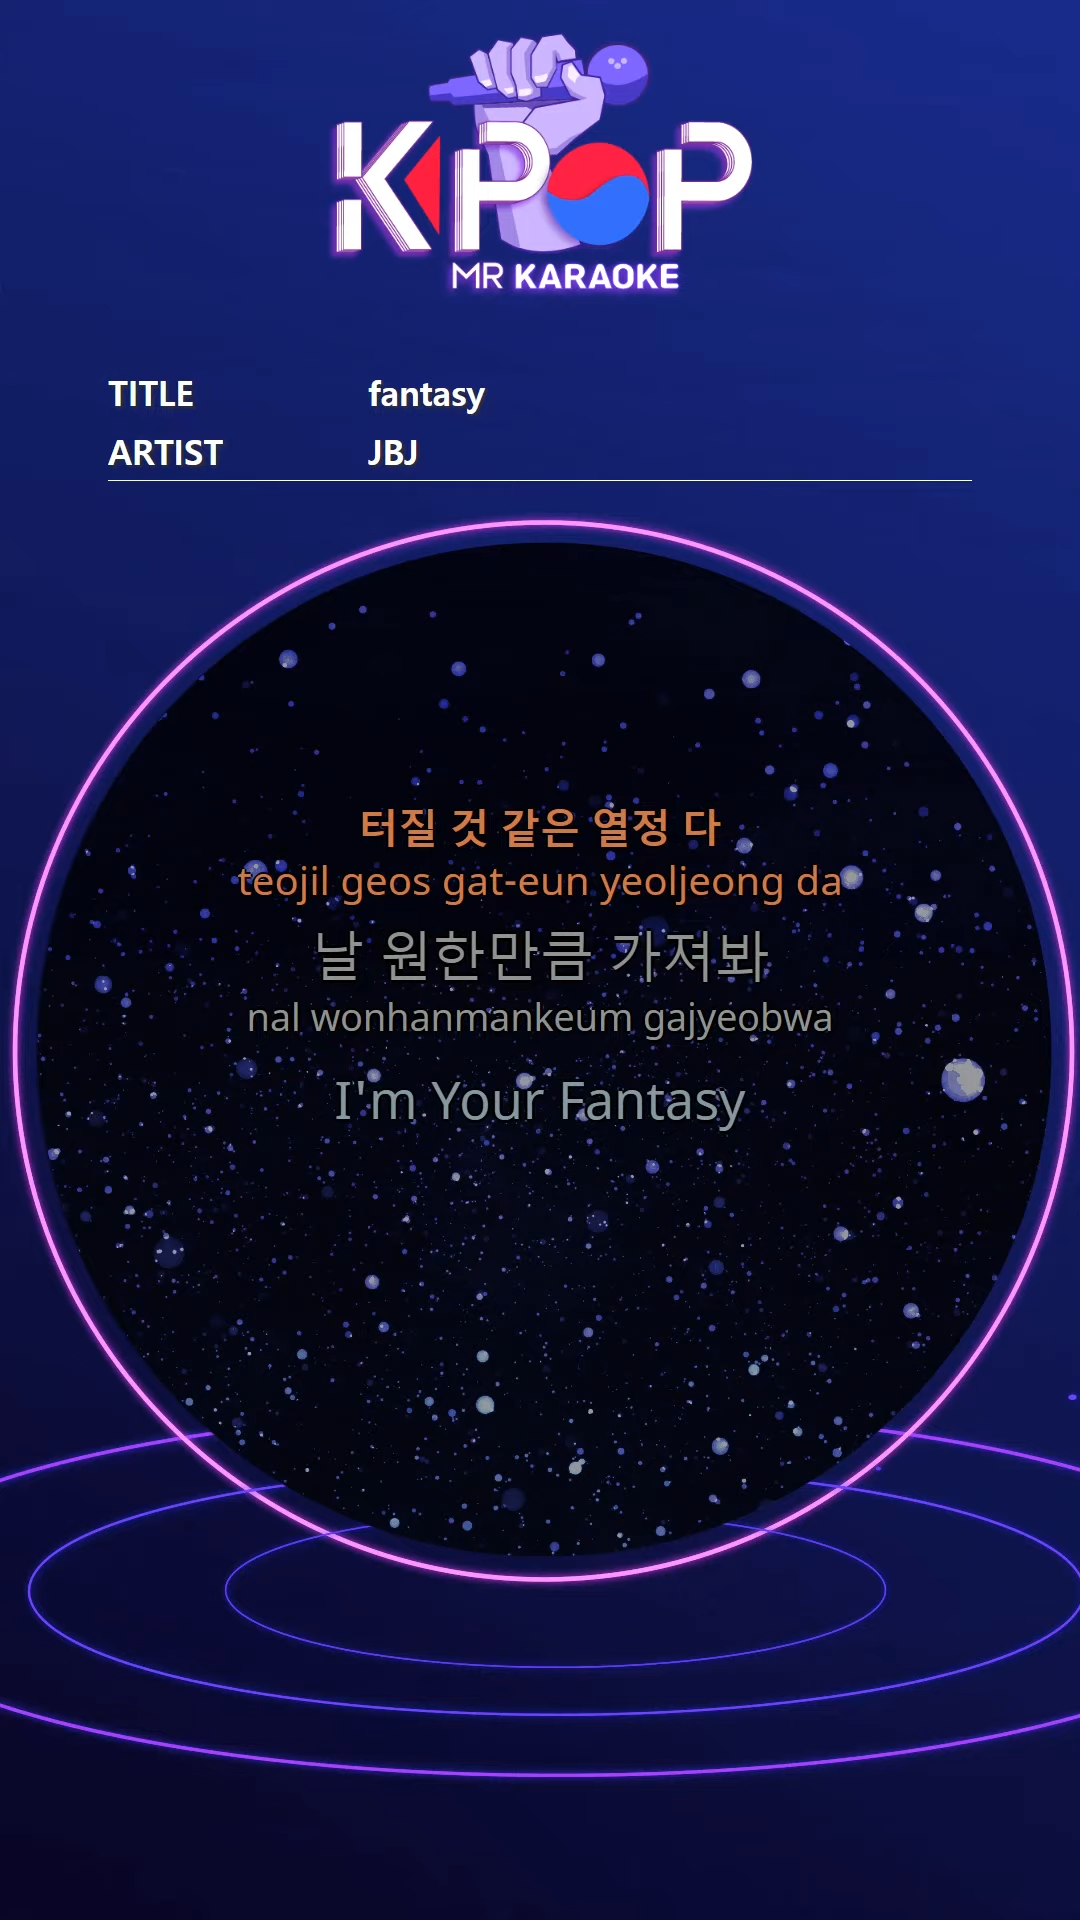 KPOP
MR KARAOKE
TITLE fantasy
ARTIST JBJ
터질 것 같은 열정 다
teojil geos gat-eun yeoljeong da
날 원한만큼 가져봐
nal wonhanmankeum gajyeobwa
I'm Your Fantasy